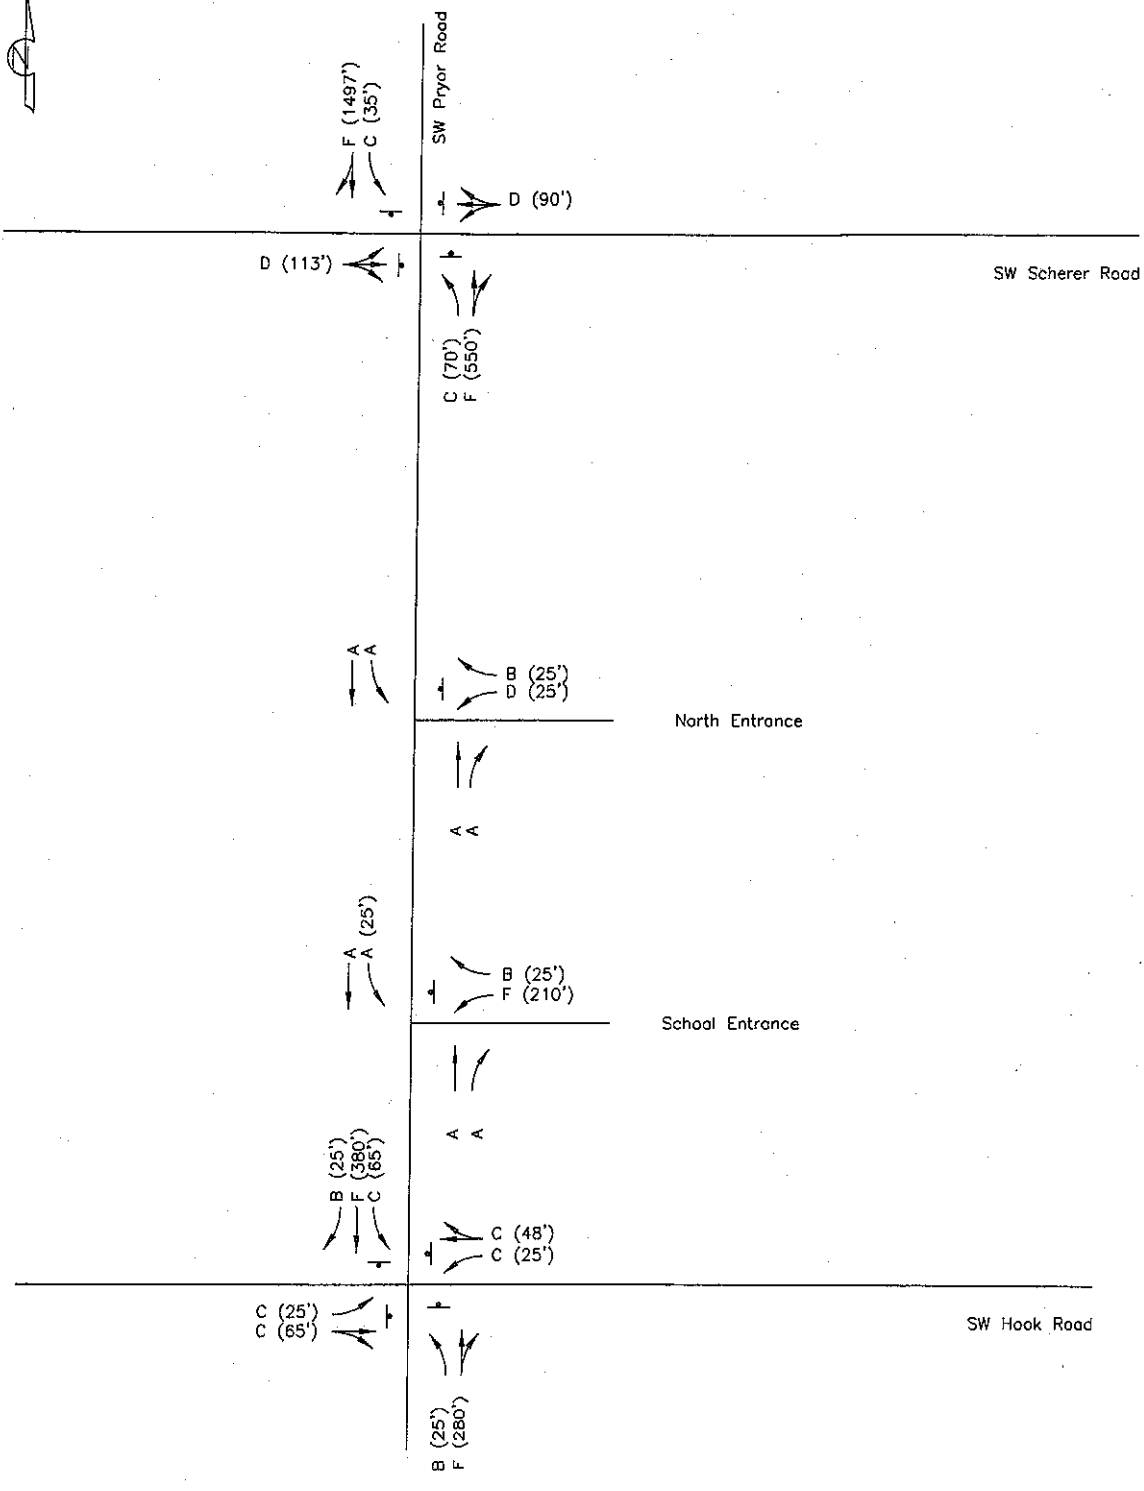 SW Pryor Road
F (1497')
C (35')
D (90')
D (113')
SW Scherer Road
C (70')
F (550')
A
A
B (25')
D (25')
North Entrance
A
A
A
A (25')
B (25')
F (210')
School Entrance
A
A
B (25')
F (380')
C (65')
C (48')
C (25')
C (25')
C (65')
SW Hook Road
B (25')
F (280')